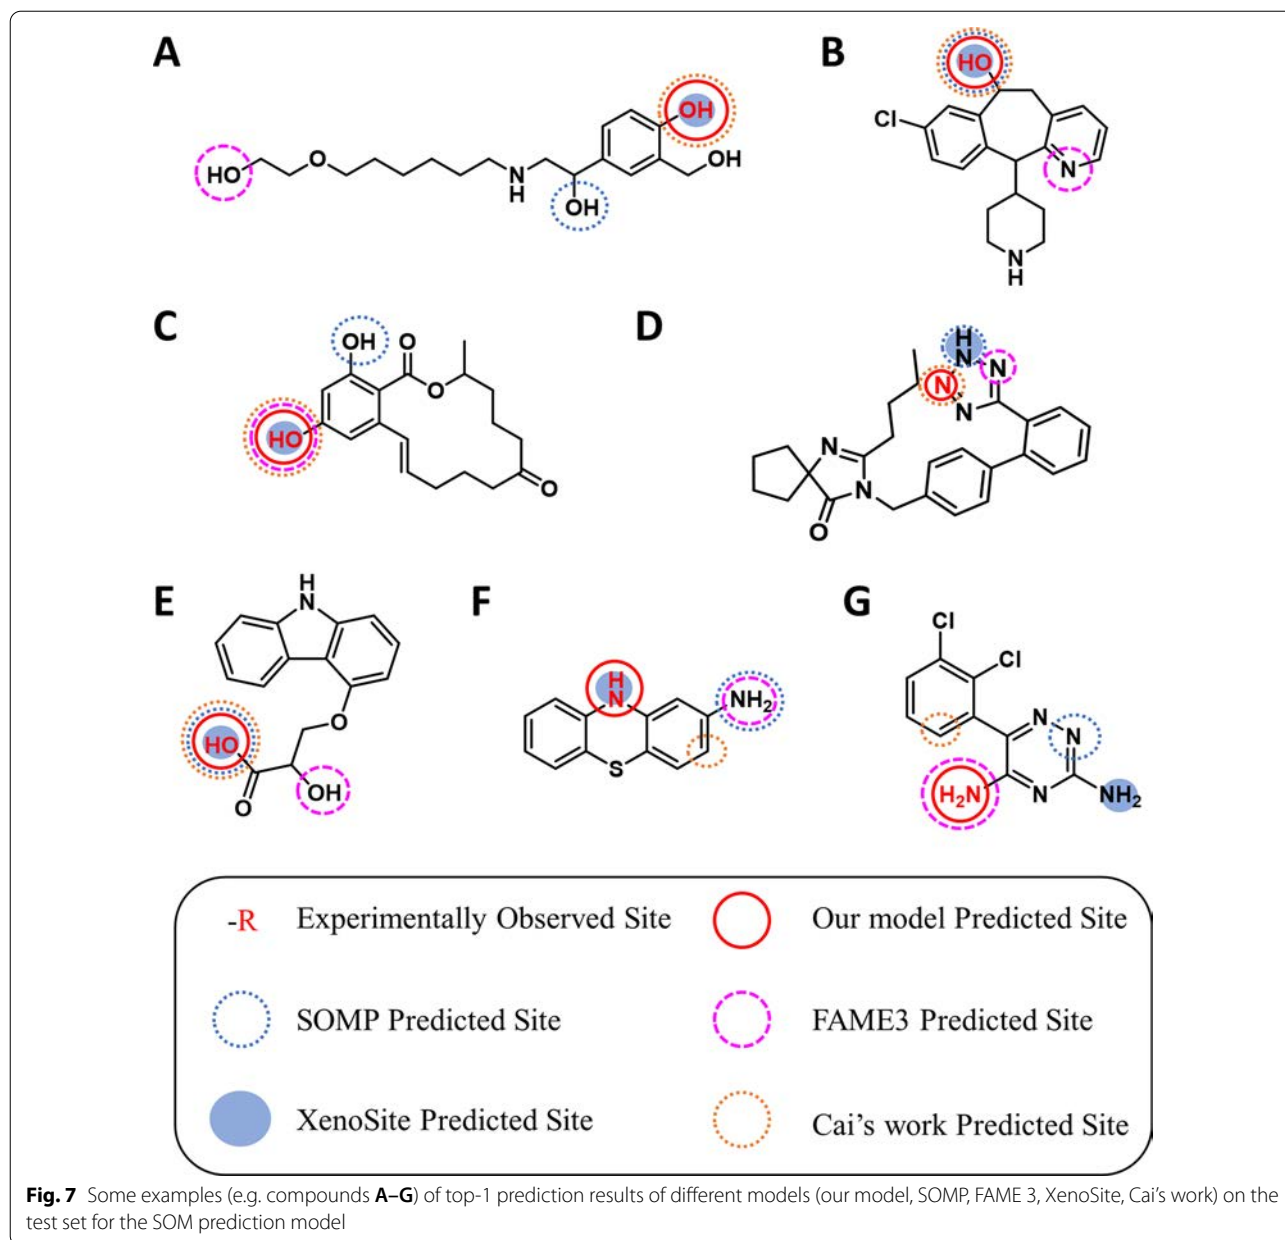 A
HO
O
N
H
OH
OH
OH
B
HO
Cl
N
N
H
C
OH
O
O
HO
O
D
H
N
N
N
N
N
N
O
E
H
N
O
HO
O
OH
F
H
N
NH2
S
G
Cl
Cl
N
N
H2N
N
NH2
-R Experimentally Observed Site
Our model Predicted Site
SOMP Predicted Site
FAME3 Predicted Site
XenoSite Predicted Site
Cai's work Predicted Site
Fig. 7 Some examples (e.g. compounds A–G) of top-1 prediction results of different models (our model, SOMP, FAME 3, XenoSite, Cai's work) on the
test set for the SOM prediction model